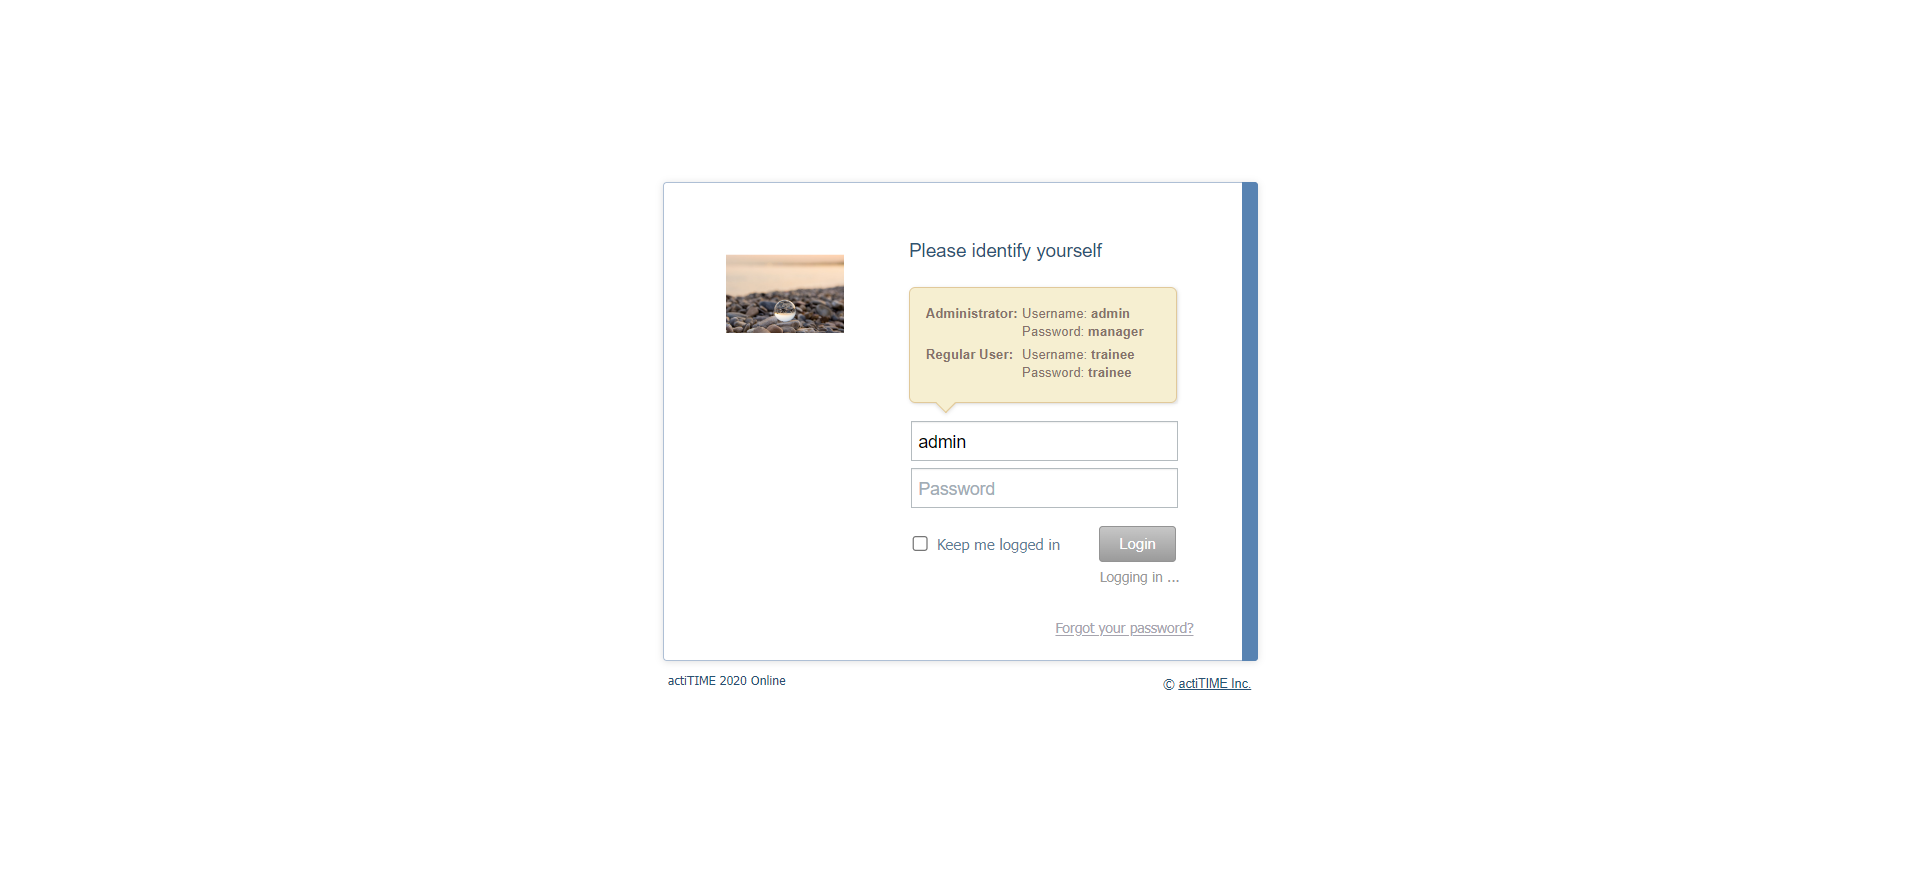 Please identify yourself
Administrator: Username: admin
Password: manager
Regular User: Username: trainee
Password: trainee
admin
Password
Keep me logged in
Login
Logging in ...
Forgot your password?
actiTIME 2020 Online
© actiTIME Inc.